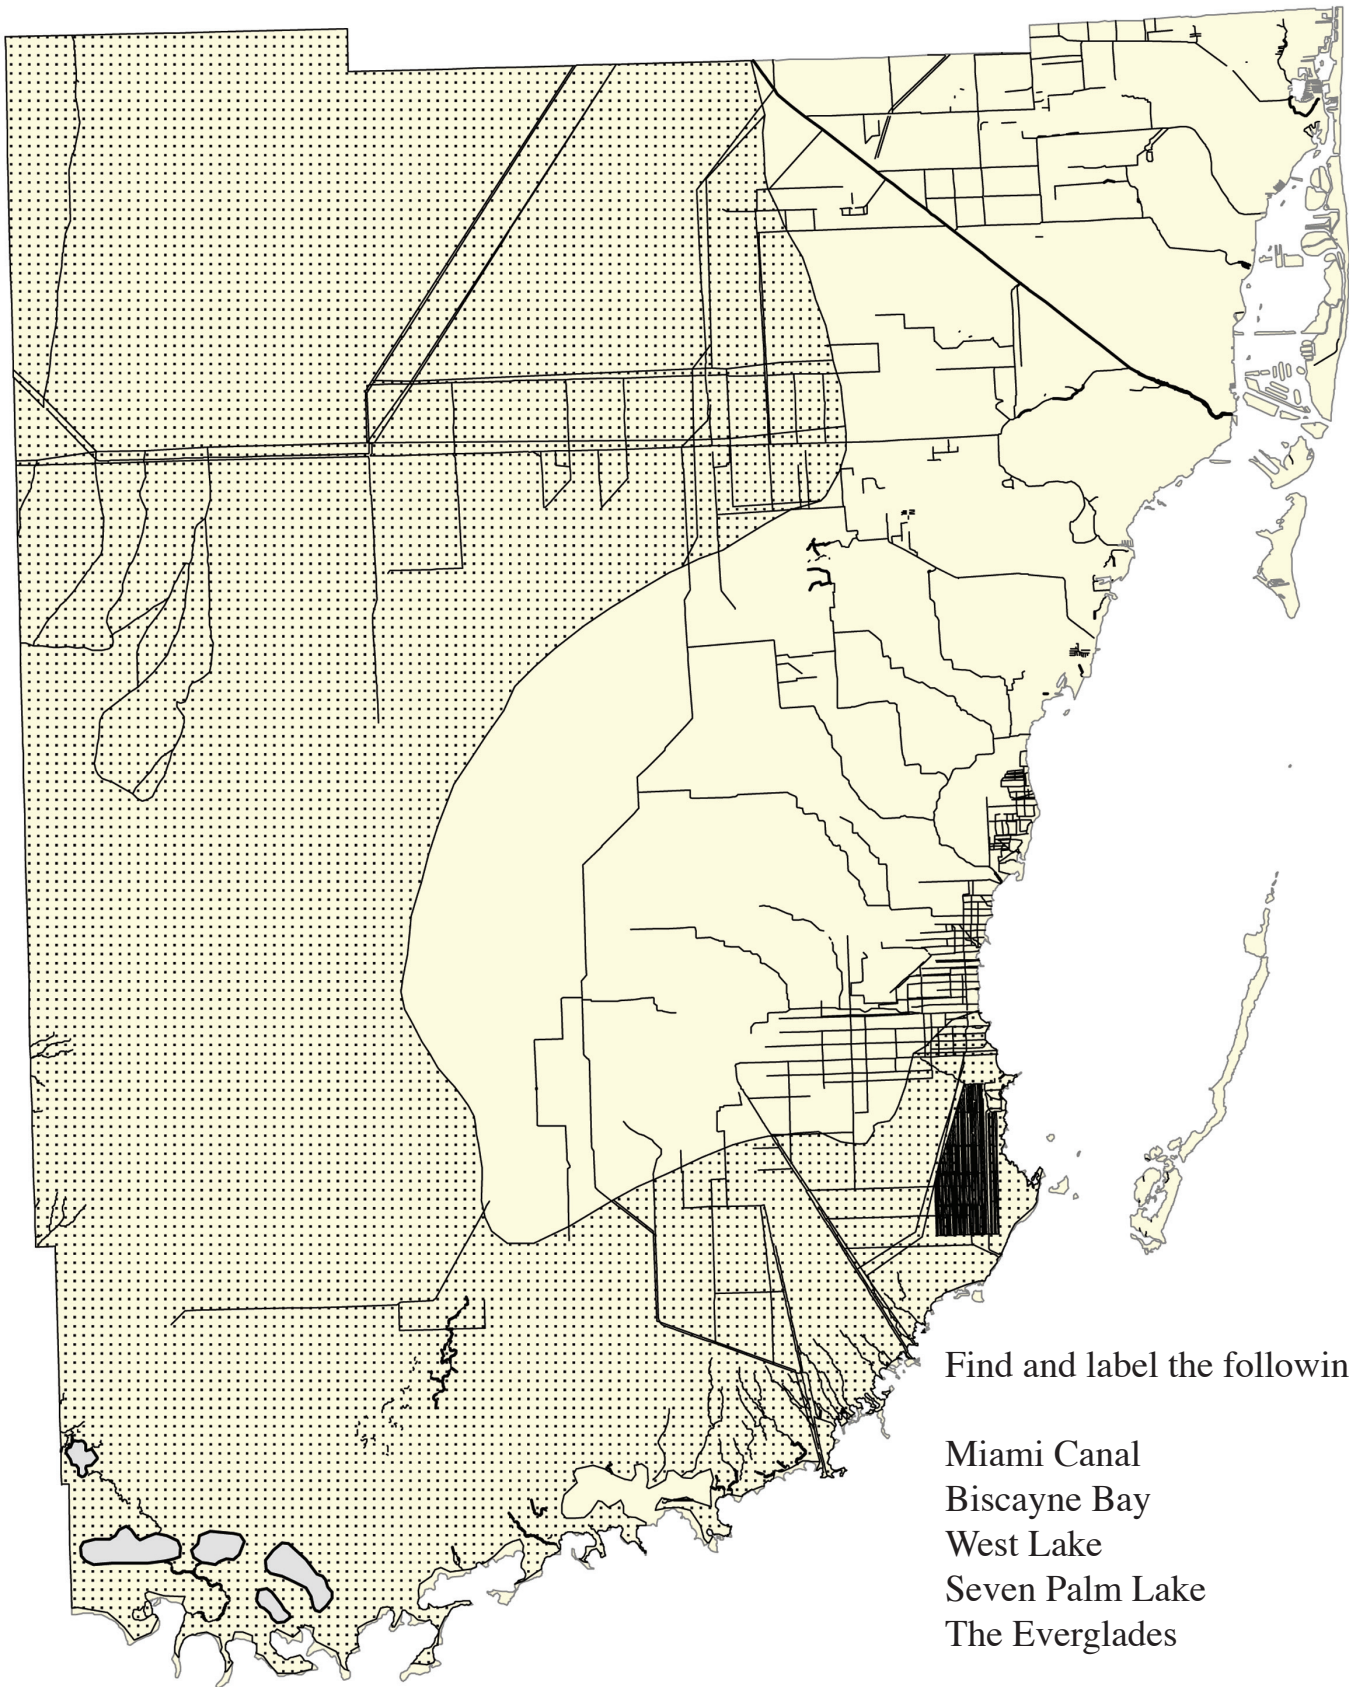 Find and label the followin
Miami Canal
Biscayne Bay
West Lake
Seven Palm Lake
The Everglades